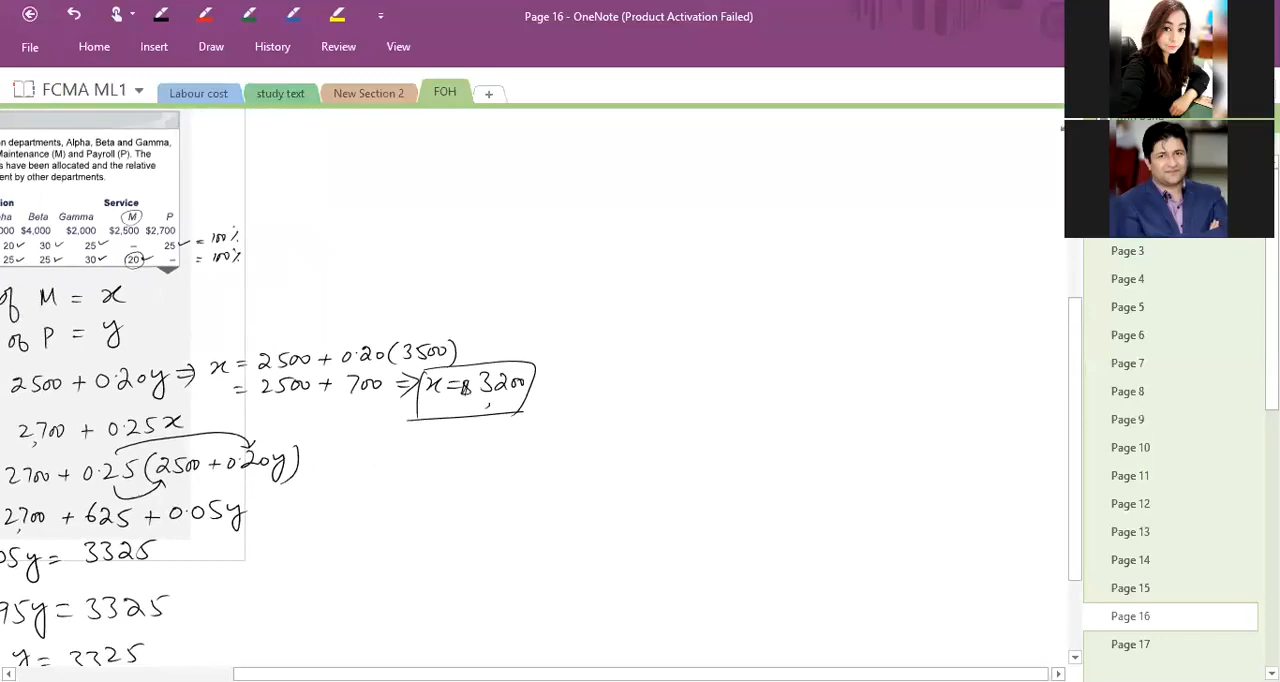 Page 16 - OneNote (Product Activation Failed)
File Home Insert Draw History Review View
FCMA ML1 Labour cost study text New Section 2 FOH
n departments, Alpha, Beta and Gamma,
Maintenance (M) and Payroll (P). The
s have been allocated and the relative
ent by other departments.
ion Service
ha Beta Gamma M P
000 $4,000 $2,000 $2,500 $2,700
20 ✓ 30 ✓ 25 ✓ – 25 ✓ = 100%
25 ✓ 25 ✓ 30 ✓ 20 ✓ – = 100%
of M = x
of P = y
2500 + 0.20y ⇒ x = 2500 + 0.20(3500)
= 2500 + 700 ⇒ x = $3,200
2,700 + 0.25x
2700 + 0.25(2500 + 0.20y)
2,700 + 625 + 0.05y
05y = 3325
95y = 3325
y = 3325
Page 3
Page 4
Page 5
Page 6
Page 7
Page 8
Page 9
Page 10
Page 11
Page 12
Page 13
Page 14
Page 15
Page 16
Page 17